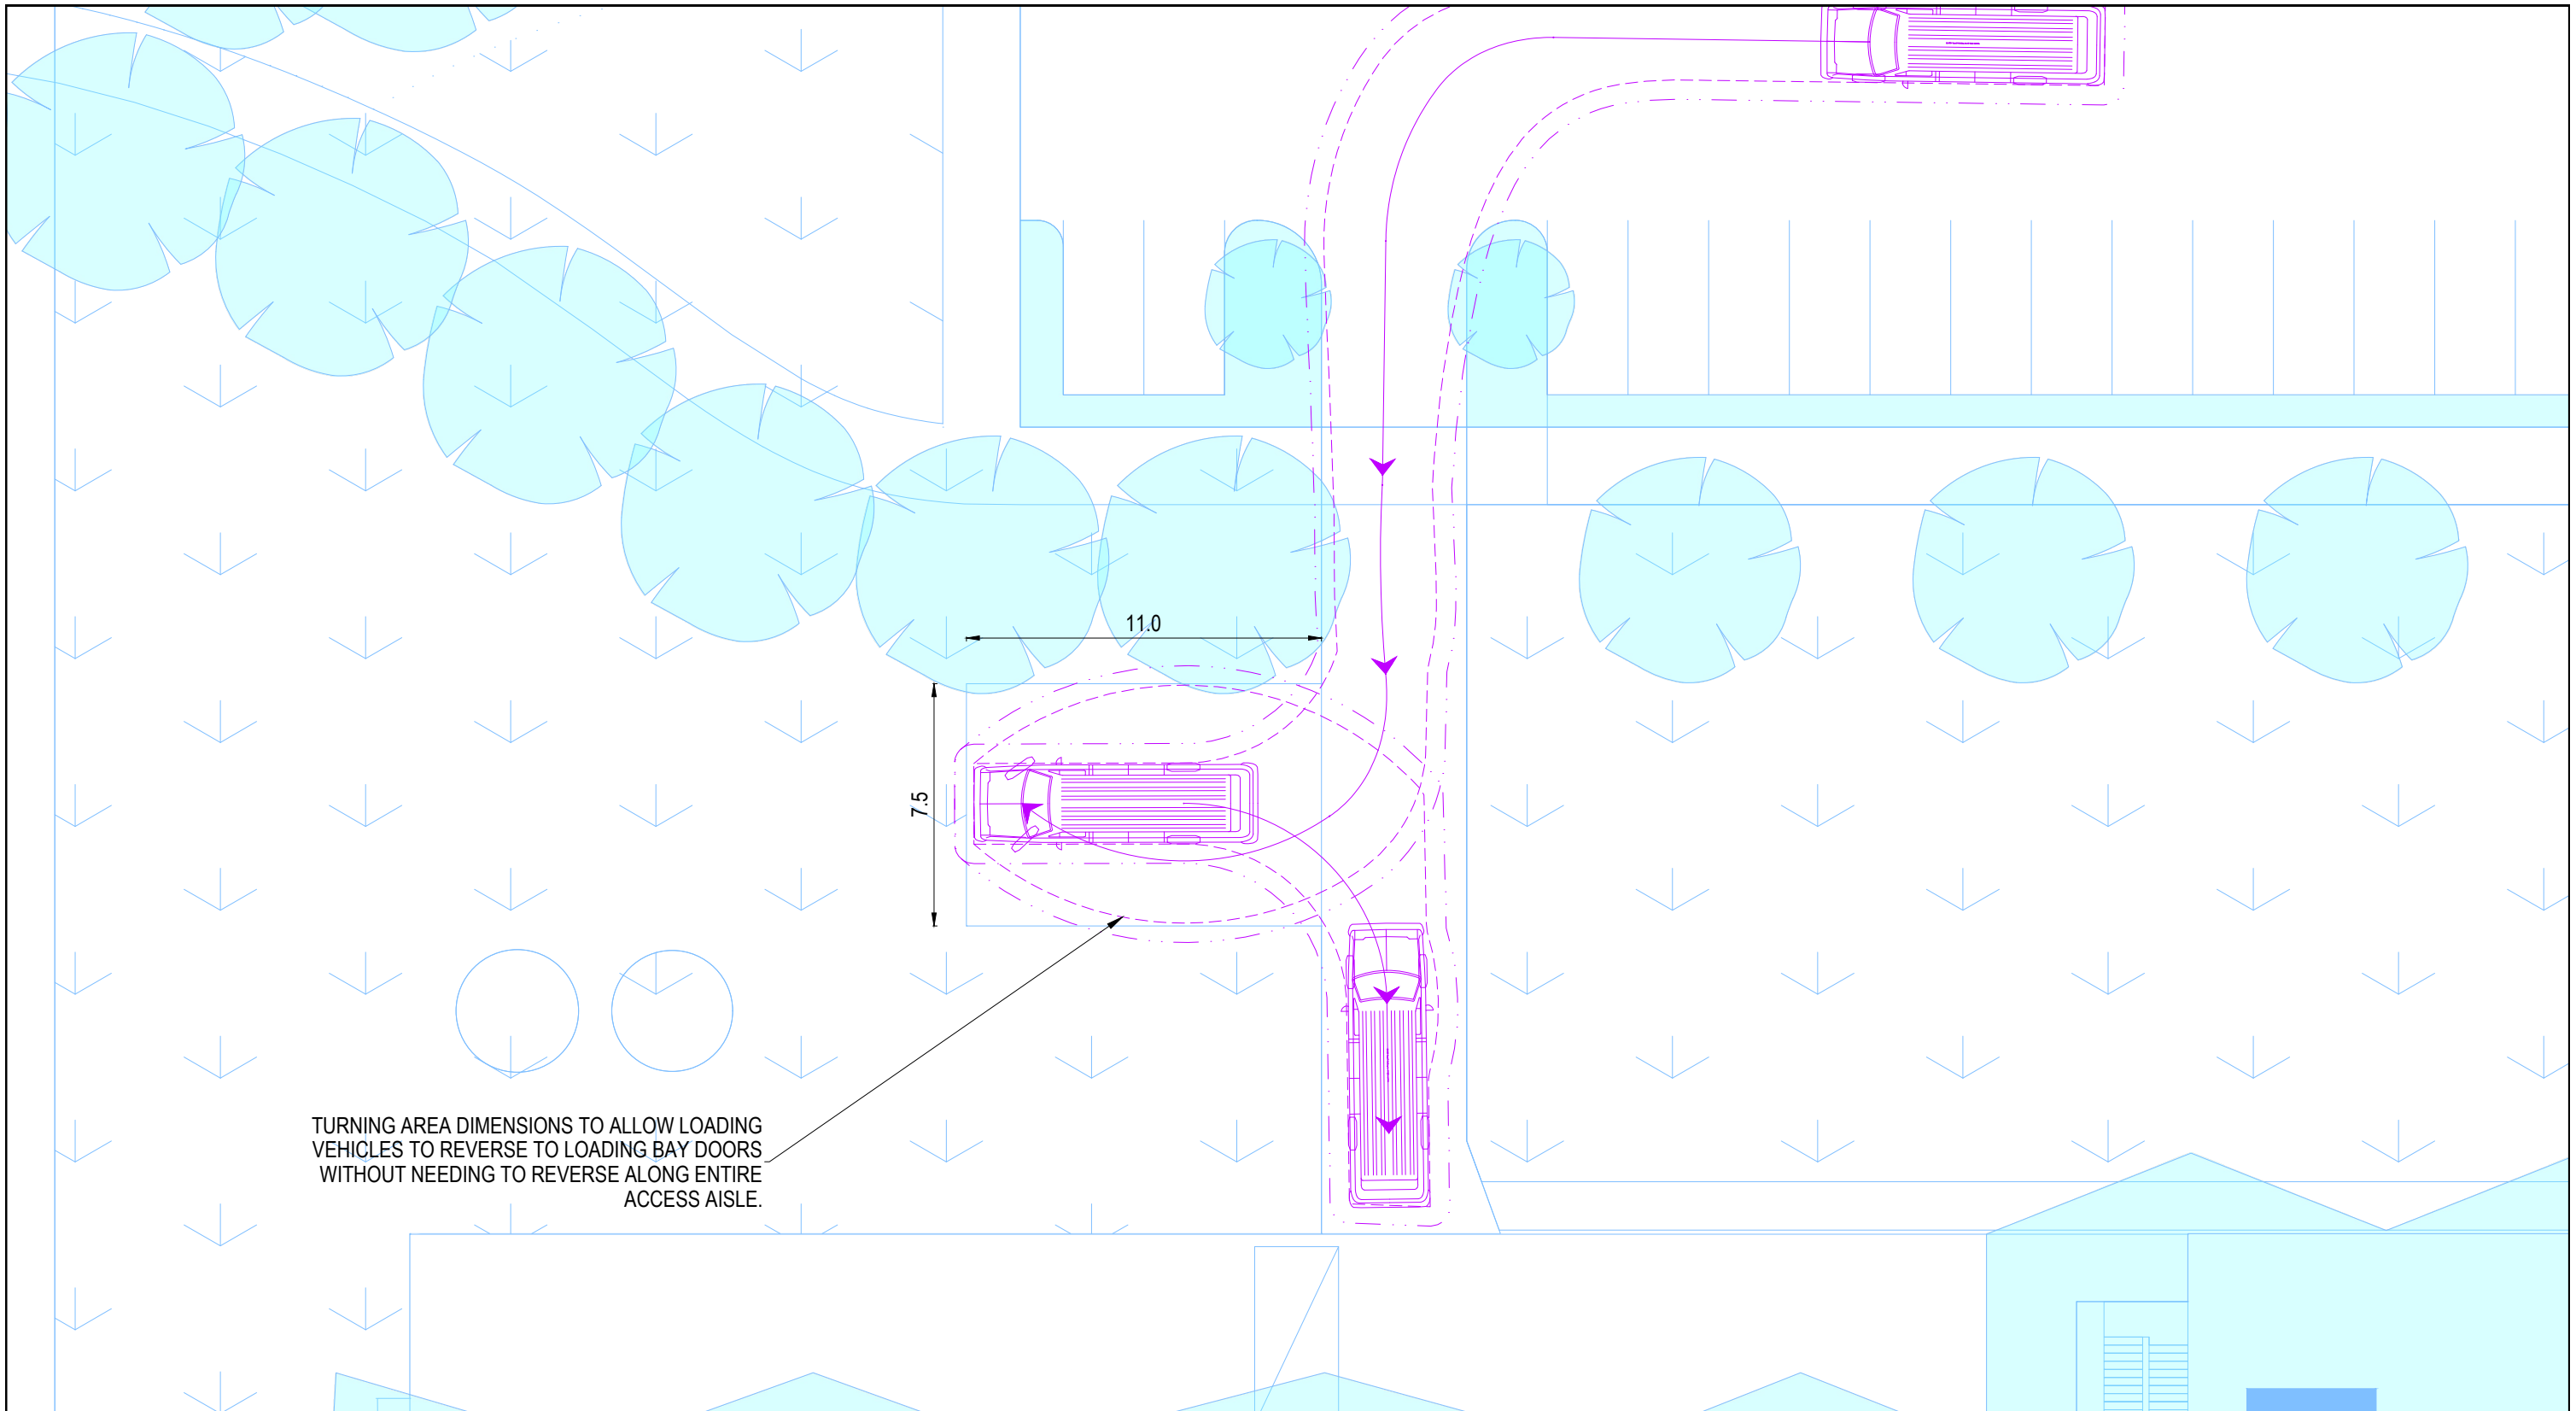 11.0
7.5
TURNING AREA DIMENSIONS TO ALLOW LOADING
VEHICLES TO REVERSE TO LOADING BAY DOORS
WITHOUT NEEDING TO REVERSE ALONG ENTIRE
ACCESS AISLE.